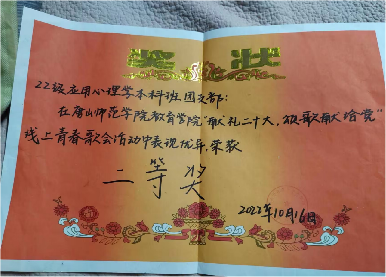 奖状
22级应用心理学本科班团支部：
在唐山师范学院教育学院“献礼二十大，颂歌献给党”
线上青春歌会活动中表现优异，荣获
二等奖
2022年10月16日